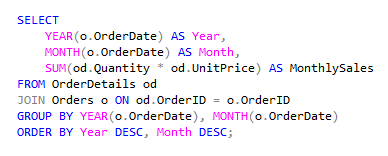 SELECT
    YEAR(o.OrderDate) AS Year,
    MONTH(o.OrderDate) AS Month,
    SUM(od.Quantity * od.UnitPrice) AS MonthlySales
FROM OrderDetails od
JOIN Orders o ON od.OrderID = o.OrderID
GROUP BY YEAR(o.OrderDate), MONTH(o.OrderDate)
ORDER BY Year DESC, Month DESC;